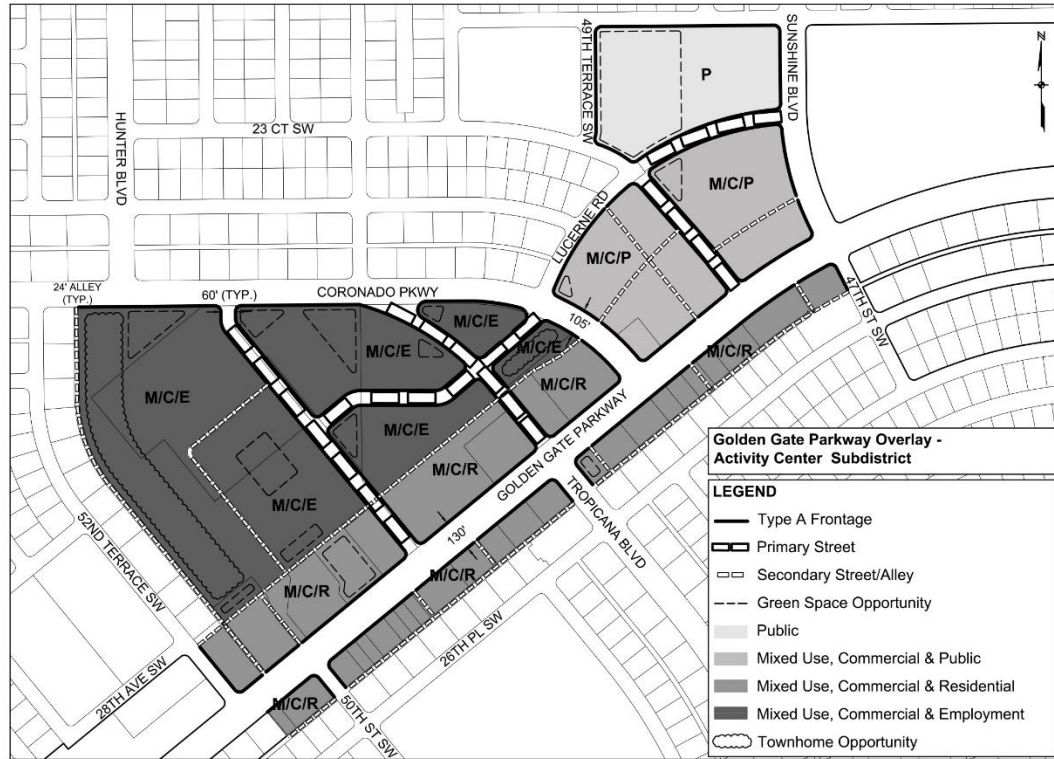 49TH TERRACE SW
SUNSHINE BLVD
N
P
HUNTER BLVD
23 CT SW
M/C/P
LUCERNE RD
M/C/P
24' ALLEY
(TYP.)
60' (TYP.)
CORONADO PKWY
47TH ST SW
M/C/E
105'
M/C/E
M/C/E
M/C/R
M/C/E
M/C/R
M/C/E
GOLDEN GATE PARKWAY
M/C/R
M/C/E
TROPICANA BLVD
52ND TERRACE SW
130'
M/C/R
M/C/R
26TH PL SW
28TH AVE SW
M/C/R
50TH ST SW
Golden Gate Parkway Overlay -
Activity Center Subdistrict
LEGEND
Type A Frontage
Primary Street
Secondary Street/Alley
Green Space Opportunity
Public
Mixed Use, Commercial & Public
Mixed Use, Commercial & Residential
Mixed Use, Commercial & Employment
Townhome Opportunity